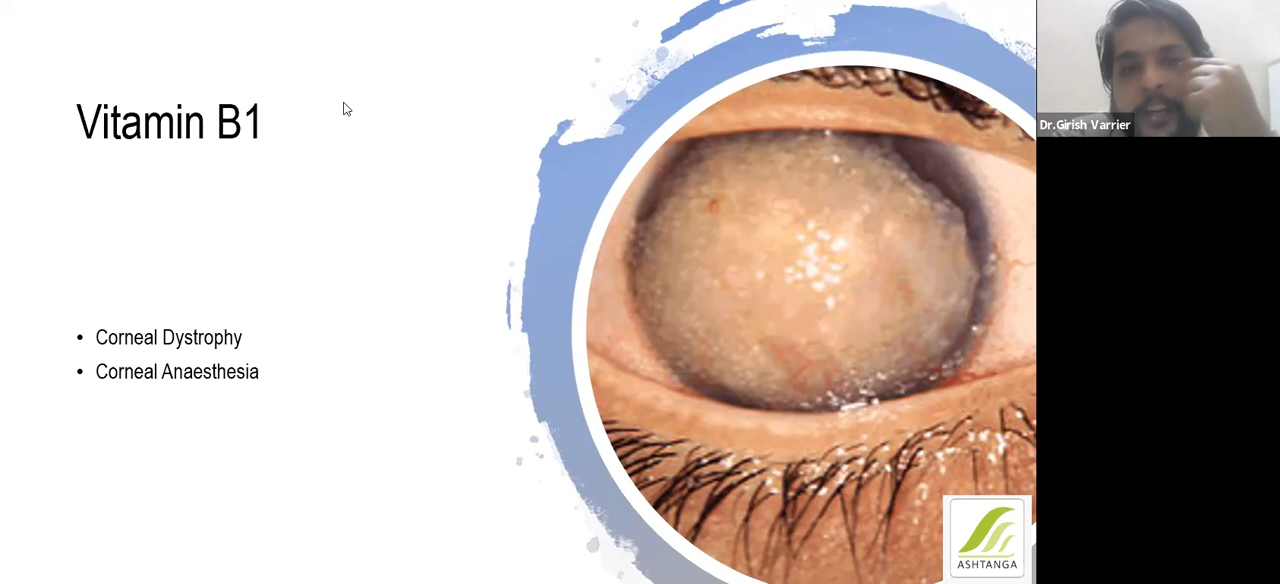 Vitamin B1
• Corneal Dystrophy
• Corneal Anaesthesia
Dr.Girish Varrier
ASHTANGA